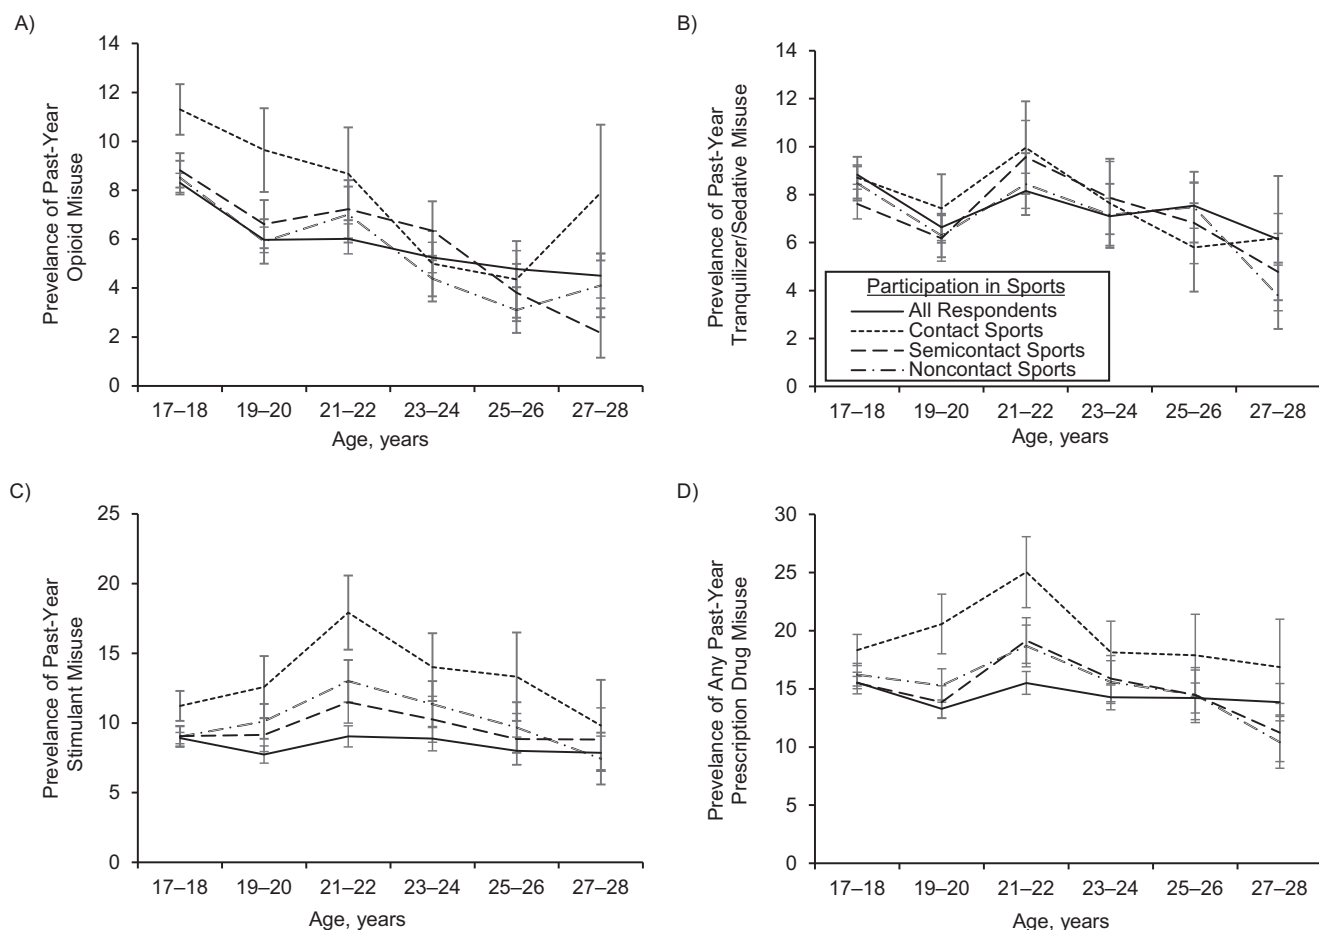 A)
Prevelance of Past-Year
Opioid Misuse
14
12
10
8
6
4
2
0
17–18 19–20 21–22 23–24 25–26 27–28
Age, years
B)
Prevelance of Past-Year
Tranquilizer/Sedative Misuse
14
12
10
8
6
4
2
0
Participation in Sports
All Respondents
Contact Sports
Semicontact Sports
Noncontact Sports
17–18 19–20 21–22 23–24 25–26 27–28
Age, years
C)
Prevelance of Past-Year
Stimulant Misuse
25
20
15
10
5
0
17–18 19–20 21–22 23–24 25–26 27–28
Age, years
D)
Prevelance of Any Past-Year
Prescription Drug Misuse
30
25
20
15
10
5
0
17–18 19–20 21–22 23–24 25–26 27–28
Age, years